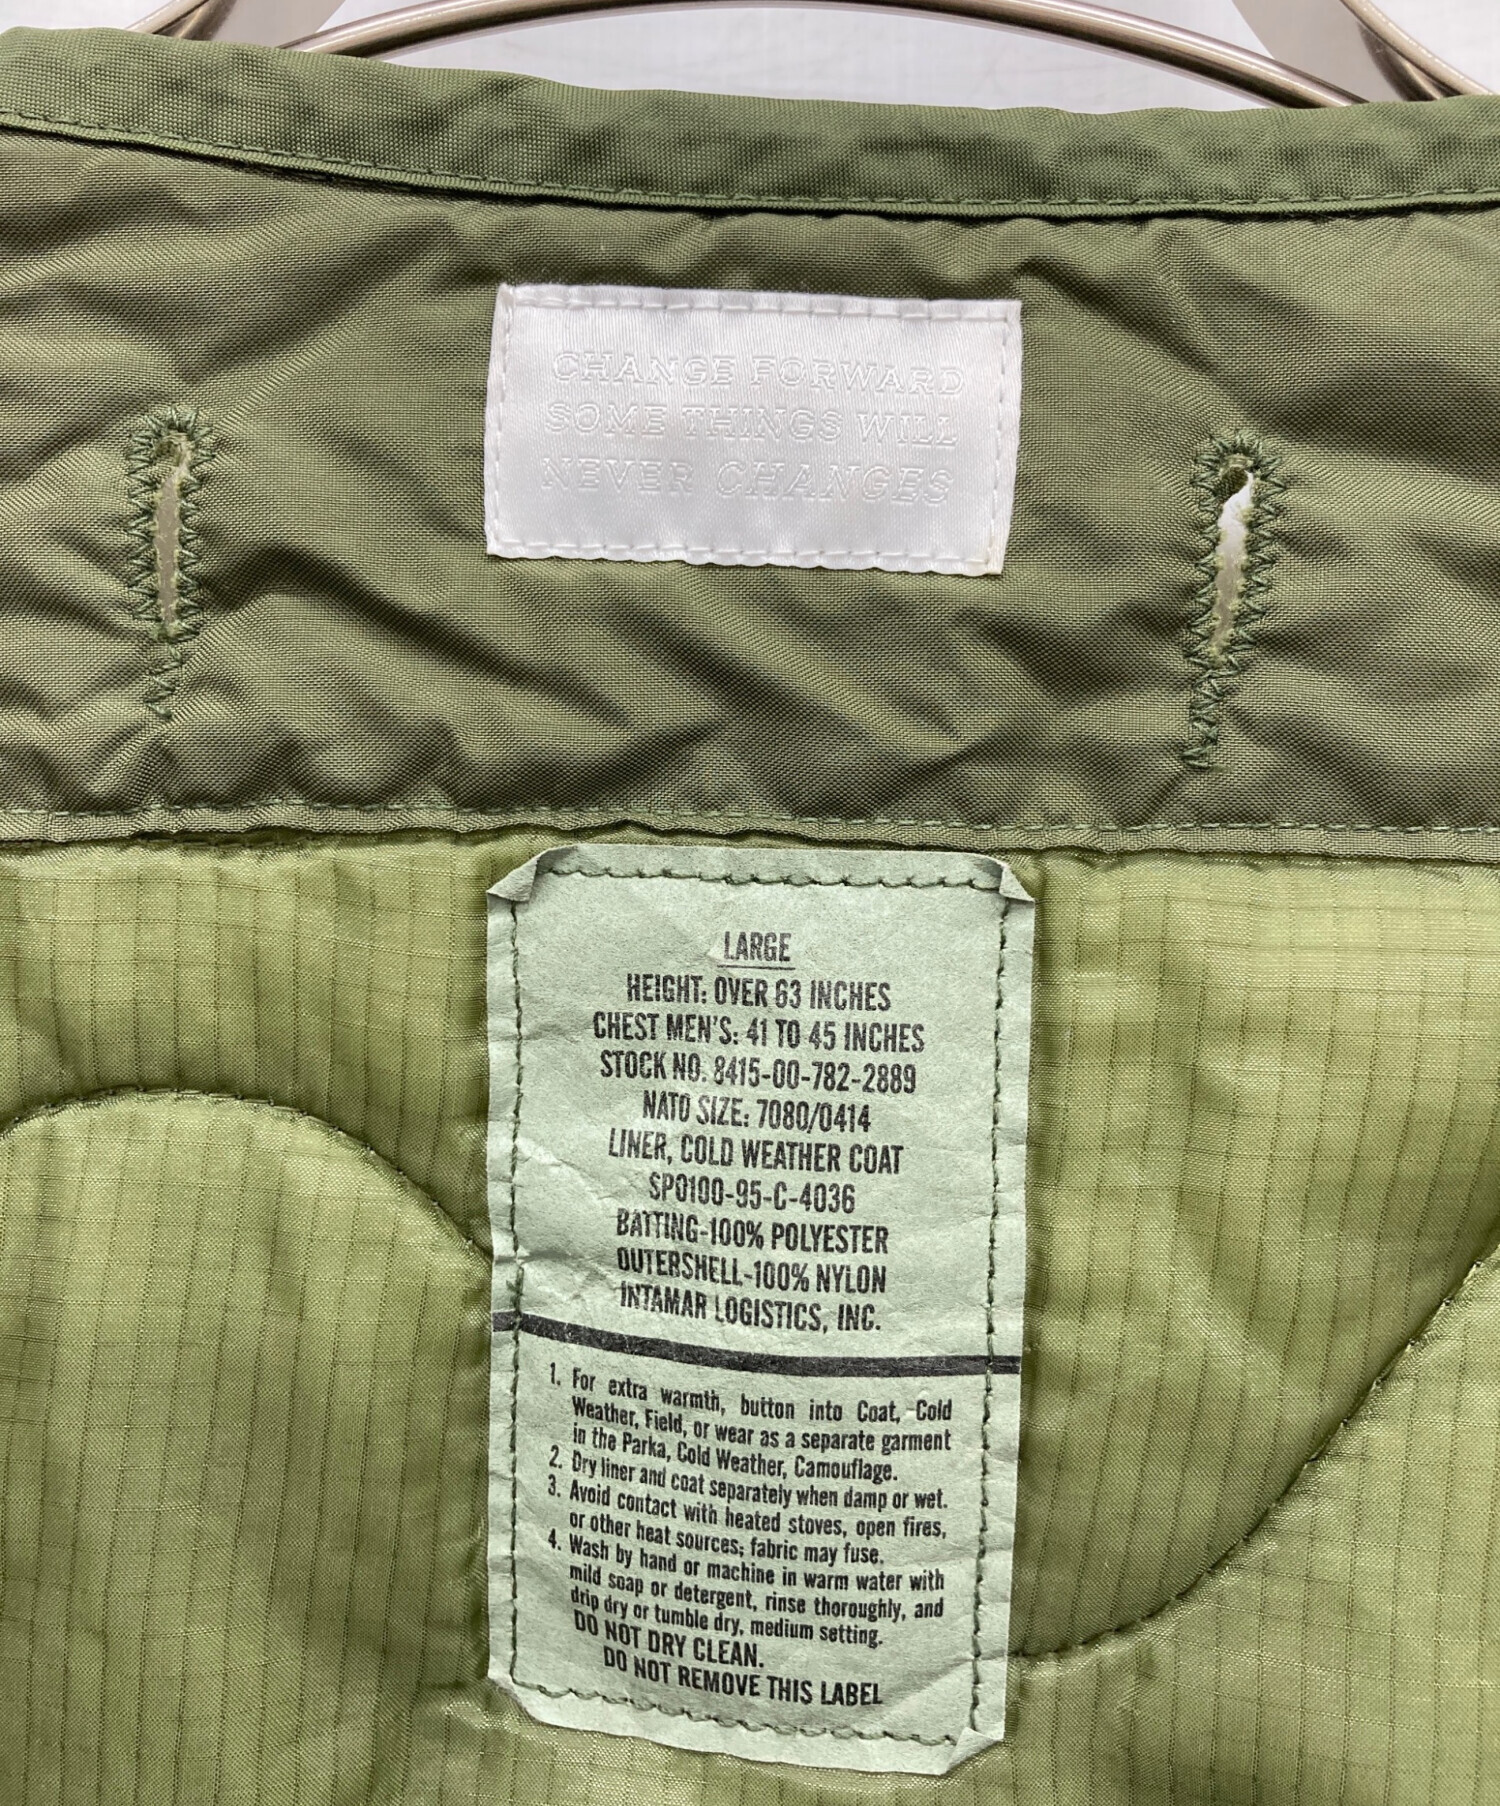 CHANGE FORWARD
SOME THINGS WILL
NEVER CHANGES
LARGE
HEIGHT: OVER 63 INCHES
CHEST MEN'S: 41 TO 45 INCHES
STOCK NO. 8415-00-782-2889
NATO SIZE: 7080/0414
LINER, COLD WEATHER COAT
SP0100-95-C-4036
BATTING-100% POLYESTER
OUTERSHELL-100% NYLON
INTAMAR LOGISTICS, INC.
1. For extra warmth, button into Coat, Cold
Weather, Field, or wear as a separate garment
in the Parka, Cold Weather, Camouflage.
2. Dry liner and coat separately when damp or wet.
3. Avoid contact with heated stoves, open fires,
or other heat sources; fabric may fuse.
4. Wash by hand or machine in warm water with
mild soap or detergent, rinse thoroughly, and
drip dry or tumble dry, medium setting.
DO NOT DRY CLEAN.
DO NOT REMOVE THIS LABEL